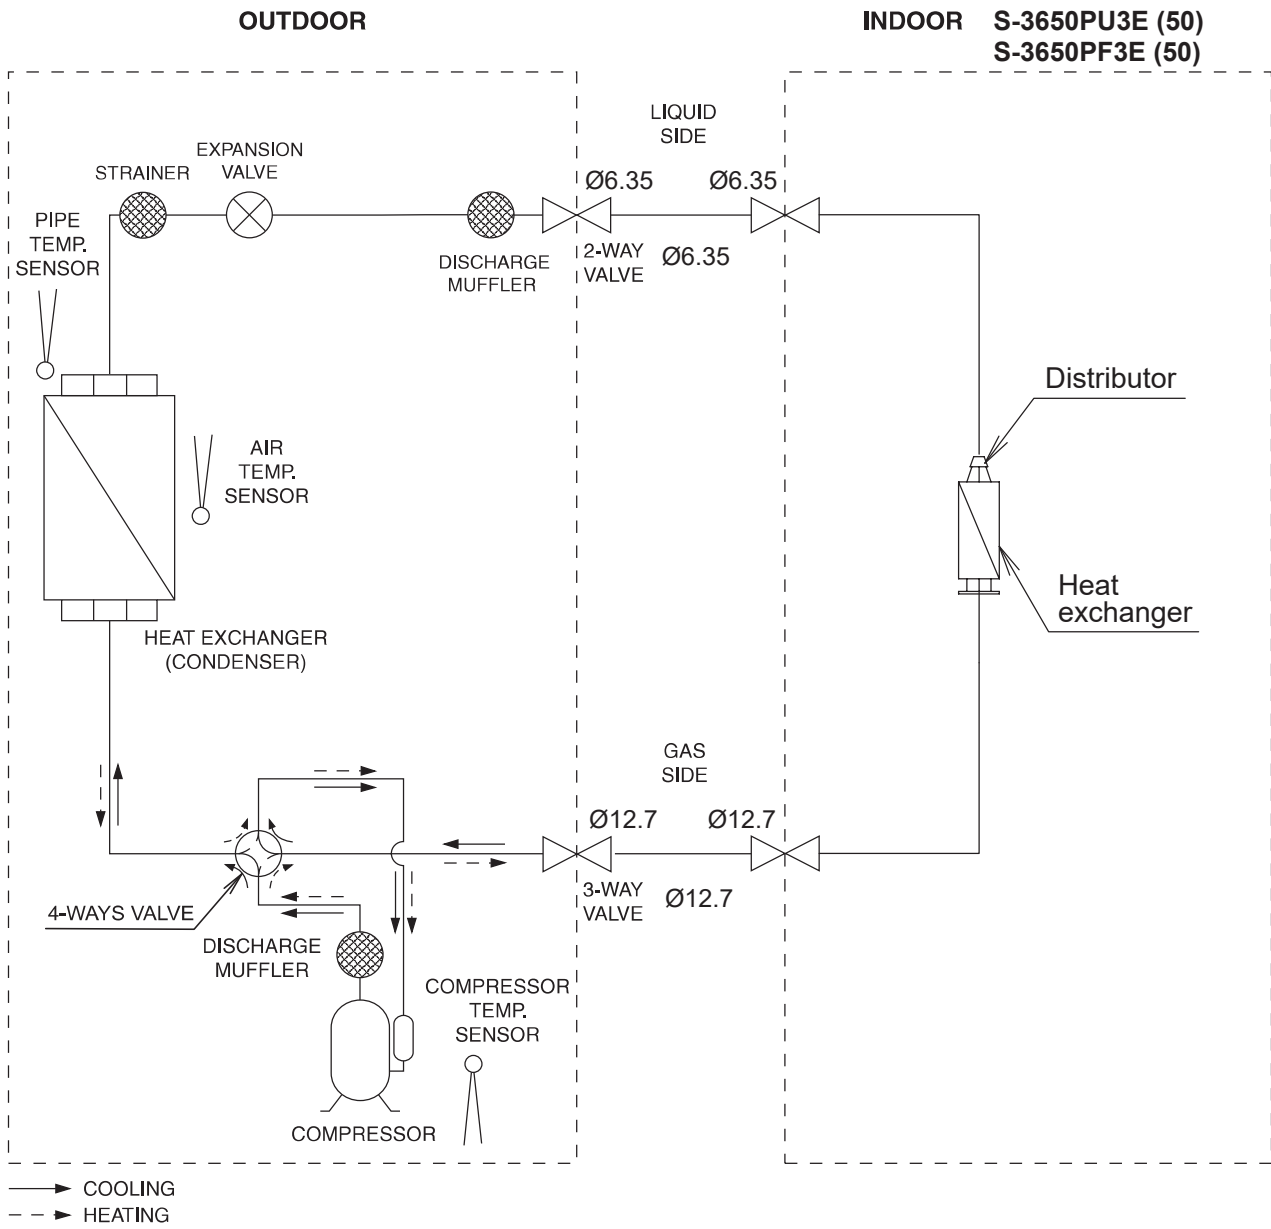 OUTDOOR
INDOOR S-3650PU3E (50)
S-3650PF3E (50)
LIQUID
SIDE
EXPANSION
VALVE
STRAINER
Ø6.35 Ø6.35
PIPE
TEMP.
SENSOR
DISCHARGE
MUFFLER
2-WAY
VALVE
Ø6.35
Distributor
AIR
TEMP.
SENSOR
Heat
exchanger
HEAT EXCHANGER
(CONDENSER)
GAS
SIDE
Ø12.7 Ø12.7
3-WAY
VALVE
Ø12.7
4-WAYS VALVE
DISCHARGE
MUFFLER
COMPRESSOR
TEMP.
SENSOR
COMPRESSOR
COOLING
HEATING